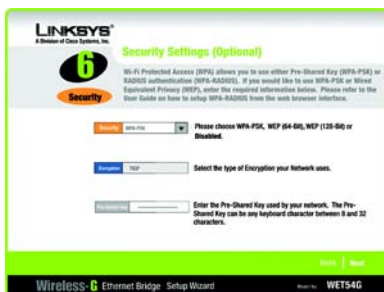 LINKSYS®
A Division of Cisco Systems, Inc.
6
Security
Security Settings (Optional)
Wi-Fi Protected Access (WPA) allows you to use either Pre-Shared Key (WPA-PSK) or
RADIUS authentication (WPA-RADIUS). If you would like to use WPA-PSK or Wired
Equivalent Privacy (WEP), enter the required information below. Please refer to the
User Guide on how to setup WPA-RADIUS from the web browser interface.
Security WPA-PSK
Please choose WPA-PSK, WEP (64-Bit), WEP (128-Bit) or
Disabled.
Encryption TKIP
Select the type of Encryption your Network uses.
Pre-Shared Key
Enter the Pre-Shared Key used by your network. The Pre-
Shared Key can be any keyboard character between 8 and 32
characters.
Back Next
Wireless-G Ethernet Bridge Setup Wizard
Model No. WET54G